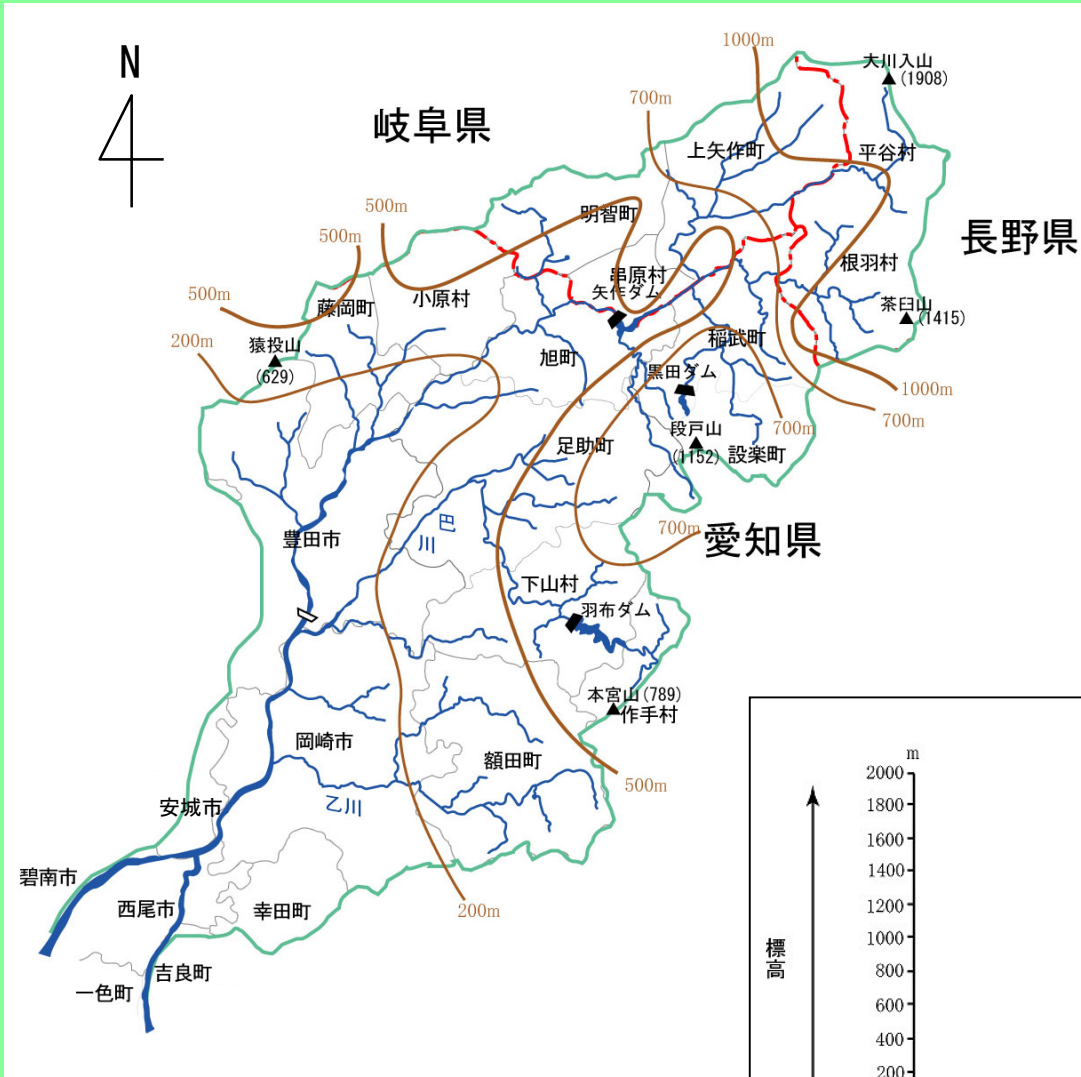 N
岐阜県
長野県
愛知県
1000m
大川入山
(1908)
700m
上矢作町
平谷村
500m
明智町
500m
根羽村
串原村
矢作ダム
500m
藤岡町
小原村
茶臼山
(1415)
200m
猿投山
(629)
旭町
稲武町
黒田ダム
1000m
700m
700m
段戸山
(1152)
設楽町
足助町
巴川
700m
豊田市
下山村
羽布ダム
本宮山(789)
作手村
岡崎市
額田町
500m
乙川
安城市
碧南市
西尾市
幸田町
200m
吉良町
一色町
m
2000
1800
1600
1400
1200
1000
800
600
400
200
標高